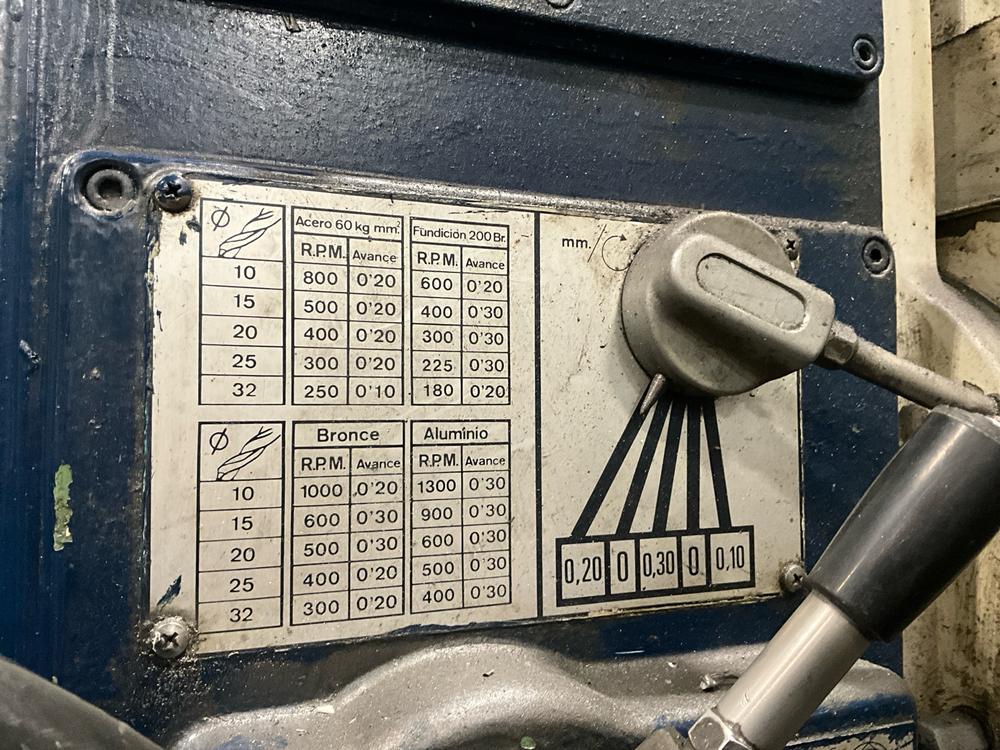 Ø Acero 60 kg mm². Fundición 200 Br.
R.P.M. Avance R.P.M. Avance
10 800 0'20 600 0'20
15 500 0'20 400 0'30
20 400 0'20 300 0'30
25 300 0'20 225 0'30
32 250 0'10 180 0'20
Ø Bronce Aluminio
R.P.M. Avance R.P.M. Avance
10 1000 0'20 1300 0'30
15 600 0'30 900 0'30
20 500 0'30 600 0'30
25 400 0'20 500 0'30
32 300 0'20 400 0'30
mm./
0,20 0 0,30 0 0,10